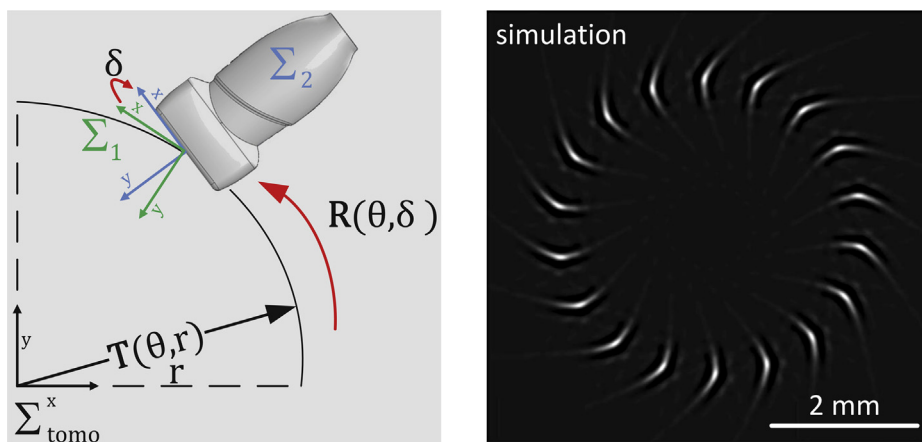 δ
x
x
Σ₂
Σ₁
y
y
R(θ,δ)
T(θ,r)
r
y
x
Σtomo
simulation
2 mm